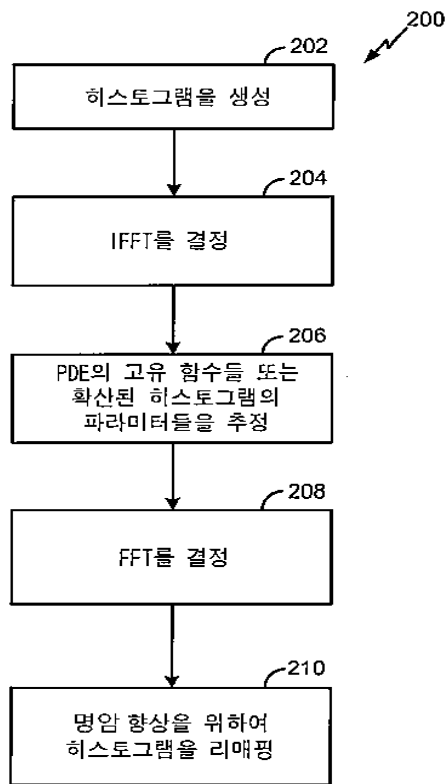 200
202
히스토그램을 생성
204
IFFT를 결정
206
PDE의 고유 함수들 또는
확산된 히스토그램의
파라미터들을 추정
208
FFT를 결정
210
명암 향상을 위하여
히스토그램을 리매핑